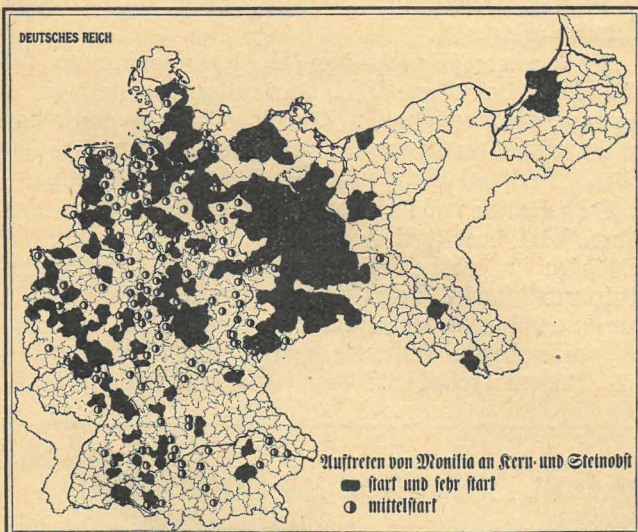 DEUTSCHES REICH
Auftreten von Monilia an Kern- und Steinobst
stark und sehr stark
mittelstark